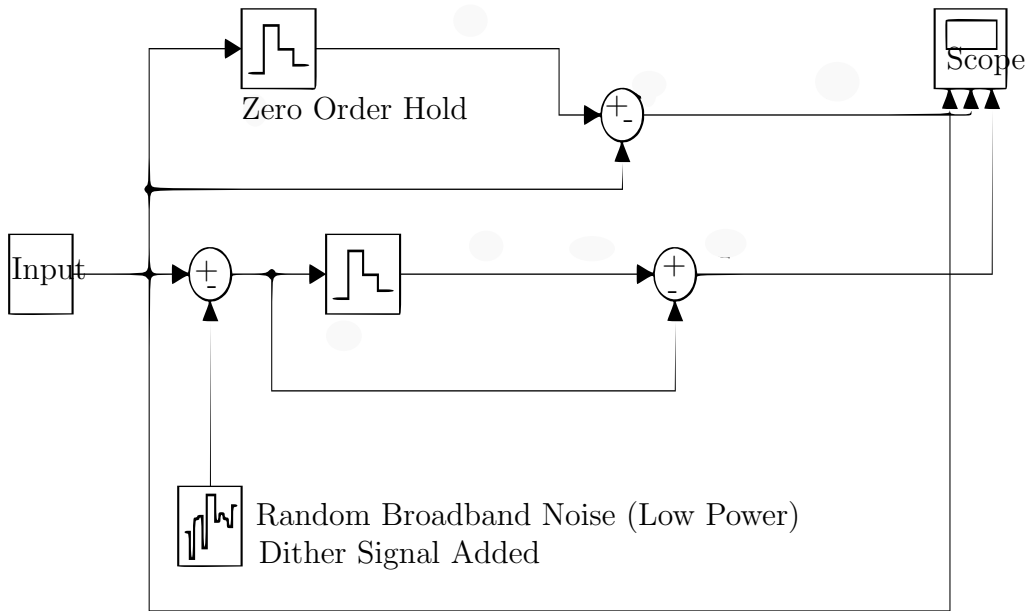 Scope
Zero Order Hold
+
-
Input
+
-
+
-
Random Broadband Noise (Low Power)
Dither Signal Added